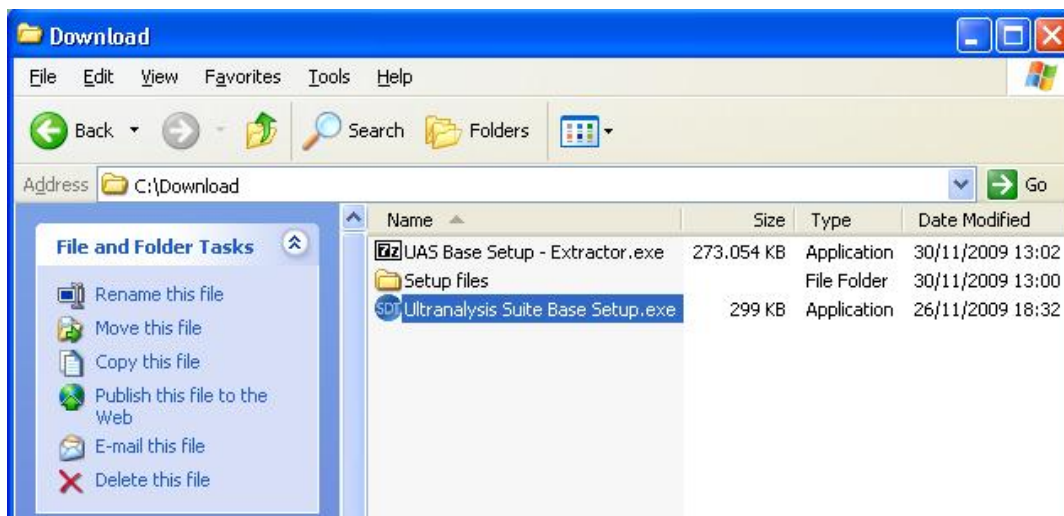 Download
File Edit View Favorites Tools Help
Back Search Folders
Address C:\Download Go
File and Folder Tasks
Rename this file
Move this file
Copy this file
Publish this file to the
Web
E-mail this file
Delete this file
Name Size Type Date Modified
7z UAS Base Setup - Extractor.exe 273.054 KB Application 30/11/2009 13:02
Setup files File Folder 30/11/2009 13:00
SDT Ultranalysis Suite Base Setup.exe 299 KB Application 26/11/2009 18:32